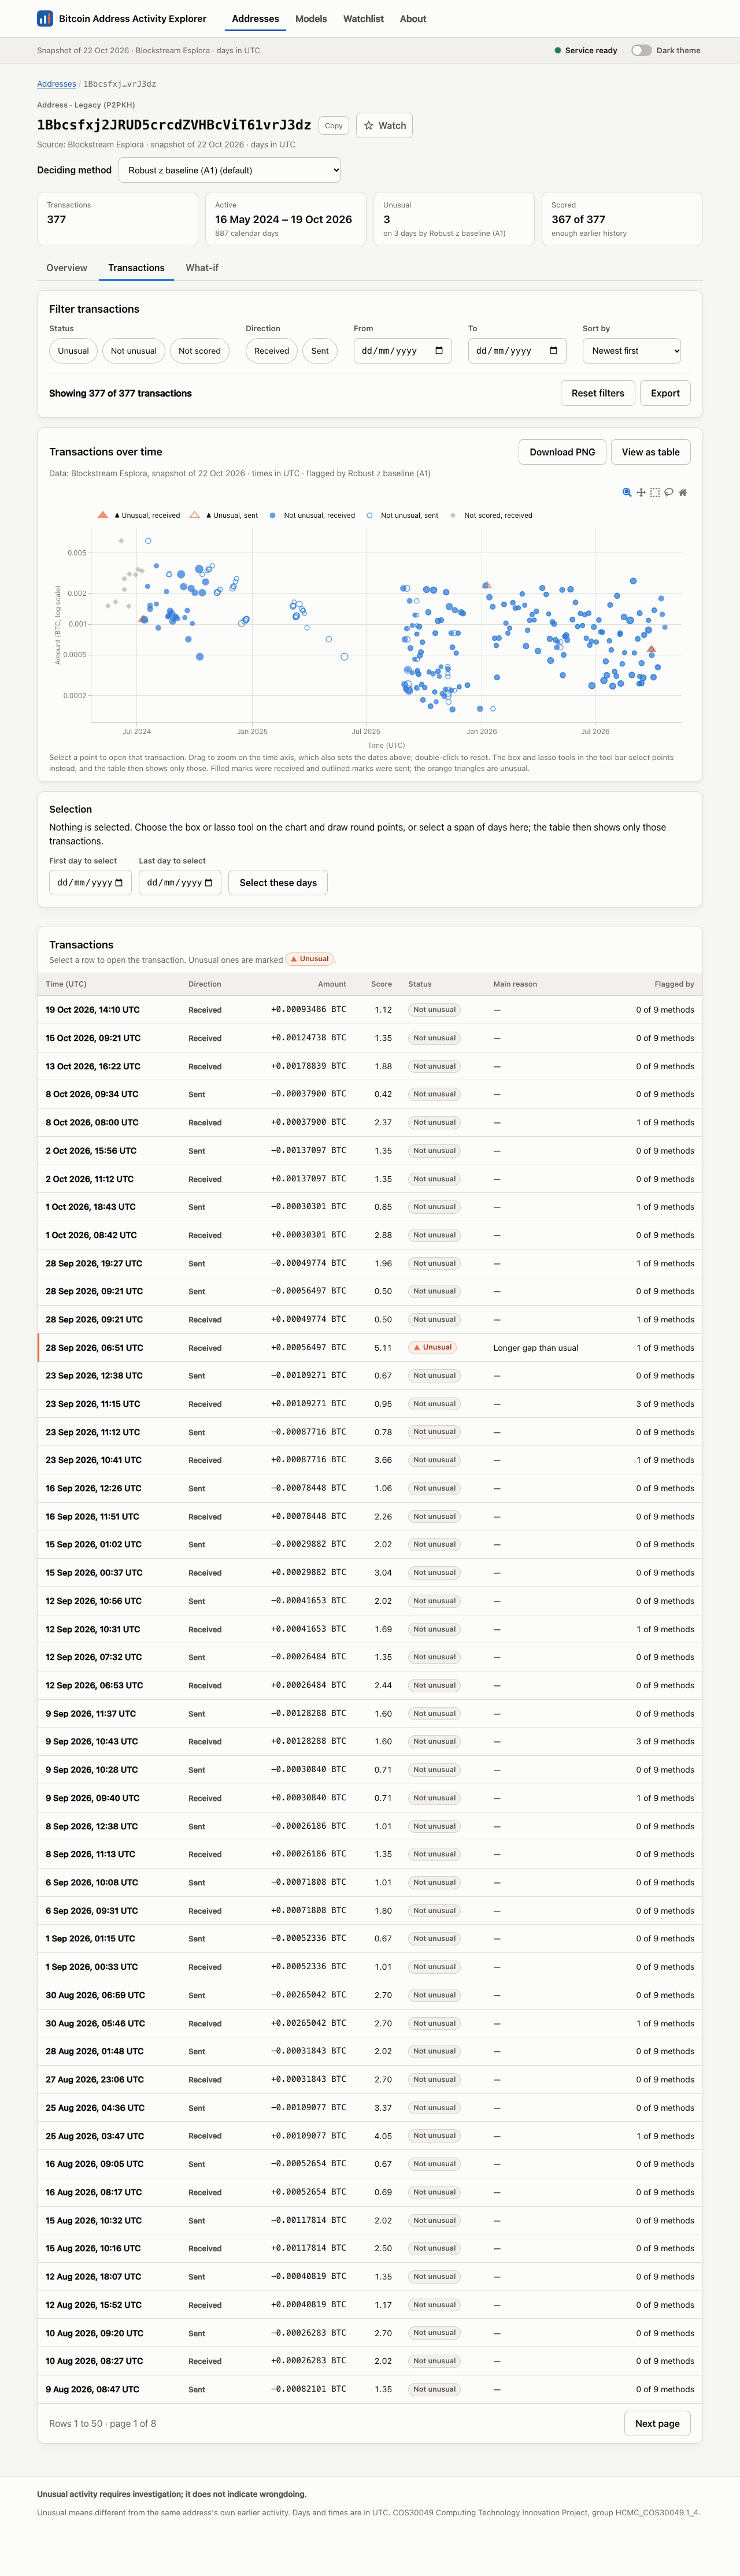 Bitcoin Address Activity Explorer Addresses Models Watchlist About
Snapshot of 22 Oct 2026 · Blockstream Esplora · days in UTC Service ready Dark theme
Addresses / 1Bbcsfxj…vrJ3dz
Address · Legacy (P2PKH)
1Bbcsfxj2JRUD5crcdZVHBcViT61vrJ3dz Copy Watch
Source: Blockstream Esplora · snapshot of 22 Oct 2026 · days in UTC
Deciding method Robust z baseline (A1) (default)
Transactions Active Unusual Scored
377 16 May 2024 – 19 Oct 2026 3 367 of 377
887 calendar days on 3 days by Robust z baseline (A1) enough earlier history
Overview Transactions What-if
Filter transactions
Status Direction From To Sort by
Unusual Not unusual Not scored Received Sent dd/mm/yyyy dd/mm/yyyy Newest first
Showing 377 of 377 transactions Reset filters Export
Transactions over time Download PNG View as table
Data: Blockstream Esplora, snapshot of 22 Oct 2026 · times in UTC · flagged by Robust z baseline (A1)
▲ Unusual, received ▲ Unusual, sent Not unusual, received Not unusual, sent Not scored, received
Amount (BTC, log scale)
0.005
0.002
0.001
0.0005
0.0002
Jul 2024 Jan 2025 Jul 2025 Jan 2026 Jul 2026
Time (UTC)
Select a point to open that transaction. Drag to zoom on the time axis, which also sets the dates above; double-click to reset. The box and lasso tools in the tool bar select points
instead, and the table then shows only those. Filled marks were received and outlined marks were sent; the orange triangles are unusual.
Selection
Nothing is selected. Choose the box or lasso tool on the chart and draw round points, or select a span of days here; the table then shows only those
transactions.
First day to select Last day to select
dd/mm/yyyy dd/mm/yyyy Select these days
Transactions
Select a row to open the transaction. Unusual ones are marked ▲ Unusual.
Time (UTC) Direction Amount Score Status Main reason Flagged by
19 Oct 2026, 14:10 UTC Received +0.00093486 BTC 1.12 Not unusual — 0 of 9 methods
15 Oct 2026, 09:21 UTC Received +0.00124738 BTC 1.35 Not unusual — 0 of 9 methods
13 Oct 2026, 16:22 UTC Received +0.00178839 BTC 1.88 Not unusual — 0 of 9 methods
8 Oct 2026, 09:34 UTC Sent −0.00037900 BTC 0.42 Not unusual — 0 of 9 methods
8 Oct 2026, 08:00 UTC Received +0.00037900 BTC 2.37 Not unusual — 1 of 9 methods
2 Oct 2026, 15:56 UTC Sent −0.00137097 BTC 1.35 Not unusual — 0 of 9 methods
2 Oct 2026, 11:12 UTC Received +0.00137097 BTC 1.35 Not unusual — 0 of 9 methods
1 Oct 2026, 18:43 UTC Sent −0.00030301 BTC 0.85 Not unusual — 1 of 9 methods
1 Oct 2026, 08:42 UTC Received +0.00030301 BTC 2.88 Not unusual — 0 of 9 methods
28 Sep 2026, 19:27 UTC Sent −0.00049774 BTC 1.96 Not unusual — 1 of 9 methods
28 Sep 2026, 09:21 UTC Sent −0.00056497 BTC 0.50 Not unusual — 0 of 9 methods
28 Sep 2026, 09:21 UTC Received +0.00049774 BTC 0.50 Not unusual — 1 of 9 methods
28 Sep 2026, 06:51 UTC Received +0.00056497 BTC 5.11 ▲ Unusual Longer gap than usual 1 of 9 methods
23 Sep 2026, 12:38 UTC Sent −0.00109271 BTC 0.67 Not unusual — 0 of 9 methods
23 Sep 2026, 11:15 UTC Received +0.00109271 BTC 0.95 Not unusual — 3 of 9 methods
23 Sep 2026, 11:12 UTC Sent −0.00087716 BTC 0.78 Not unusual — 0 of 9 methods
23 Sep 2026, 10:41 UTC Received +0.00087716 BTC 3.66 Not unusual — 1 of 9 methods
16 Sep 2026, 12:26 UTC Sent −0.00078448 BTC 1.06 Not unusual — 0 of 9 methods
16 Sep 2026, 11:51 UTC Received +0.00078448 BTC 2.26 Not unusual — 0 of 9 methods
15 Sep 2026, 01:02 UTC Sent −0.00029882 BTC 2.02 Not unusual — 0 of 9 methods
15 Sep 2026, 00:37 UTC Received +0.00029882 BTC 3.04 Not unusual — 0 of 9 methods
12 Sep 2026, 10:56 UTC Sent −0.00041653 BTC 2.02 Not unusual — 0 of 9 methods
12 Sep 2026, 10:31 UTC Received +0.00041653 BTC 1.69 Not unusual — 1 of 9 methods
12 Sep 2026, 07:32 UTC Sent −0.00026484 BTC 1.35 Not unusual — 0 of 9 methods
12 Sep 2026, 06:53 UTC Received +0.00026484 BTC 2.44 Not unusual — 0 of 9 methods
9 Sep 2026, 11:37 UTC Sent −0.00128288 BTC 1.60 Not unusual — 0 of 9 methods
9 Sep 2026, 10:43 UTC Received +0.00128288 BTC 1.60 Not unusual — 3 of 9 methods
9 Sep 2026, 10:28 UTC Sent −0.00030840 BTC 0.71 Not unusual — 0 of 9 methods
9 Sep 2026, 09:40 UTC Received +0.00030840 BTC 0.71 Not unusual — 1 of 9 methods
8 Sep 2026, 12:38 UTC Sent −0.00026186 BTC 1.01 Not unusual — 0 of 9 methods
8 Sep 2026, 11:13 UTC Received +0.00026186 BTC 1.35 Not unusual — 0 of 9 methods
6 Sep 2026, 10:08 UTC Sent −0.00071808 BTC 1.01 Not unusual — 0 of 9 methods
6 Sep 2026, 09:31 UTC Received +0.00071808 BTC 1.80 Not unusual — 0 of 9 methods
1 Sep 2026, 01:15 UTC Sent −0.00052336 BTC 0.67 Not unusual — 0 of 9 methods
1 Sep 2026, 00:33 UTC Received +0.00052336 BTC 1.01 Not unusual — 0 of 9 methods
30 Aug 2026, 06:59 UTC Sent −0.00265042 BTC 2.70 Not unusual — 0 of 9 methods
30 Aug 2026, 05:46 UTC Received +0.00265042 BTC 2.70 Not unusual — 1 of 9 methods
28 Aug 2026, 01:48 UTC Sent −0.00031843 BTC 2.02 Not unusual — 0 of 9 methods
27 Aug 2026, 23:06 UTC Received +0.00031843 BTC 2.70 Not unusual — 0 of 9 methods
25 Aug 2026, 04:36 UTC Sent −0.00109077 BTC 3.37 Not unusual — 0 of 9 methods
25 Aug 2026, 03:47 UTC Received +0.00109077 BTC 4.05 Not unusual — 1 of 9 methods
16 Aug 2026, 09:05 UTC Sent −0.00052654 BTC 0.67 Not unusual — 0 of 9 methods
16 Aug 2026, 08:17 UTC Received +0.00052654 BTC 0.69 Not unusual — 0 of 9 methods
15 Aug 2026, 10:32 UTC Sent −0.00117814 BTC 2.02 Not unusual — 0 of 9 methods
15 Aug 2026, 10:16 UTC Received +0.00117814 BTC 2.50 Not unusual — 0 of 9 methods
12 Aug 2026, 18:07 UTC Sent −0.00040819 BTC 1.35 Not unusual — 0 of 9 methods
12 Aug 2026, 15:52 UTC Received +0.00040819 BTC 1.17 Not unusual — 0 of 9 methods
10 Aug 2026, 09:20 UTC Sent −0.00026283 BTC 2.70 Not unusual — 0 of 9 methods
10 Aug 2026, 08:27 UTC Received +0.00026283 BTC 2.02 Not unusual — 0 of 9 methods
9 Aug 2026, 08:47 UTC Sent −0.00082101 BTC 1.35 Not unusual — 0 of 9 methods
Rows 1 to 50 · page 1 of 8 Next page
Unusual activity requires investigation; it does not indicate wrongdoing.
Unusual means different from the same address's own earlier activity. Days and times are in UTC. COS30049 Computing Technology Innovation Project, group HCMC_COS30049.1_4.